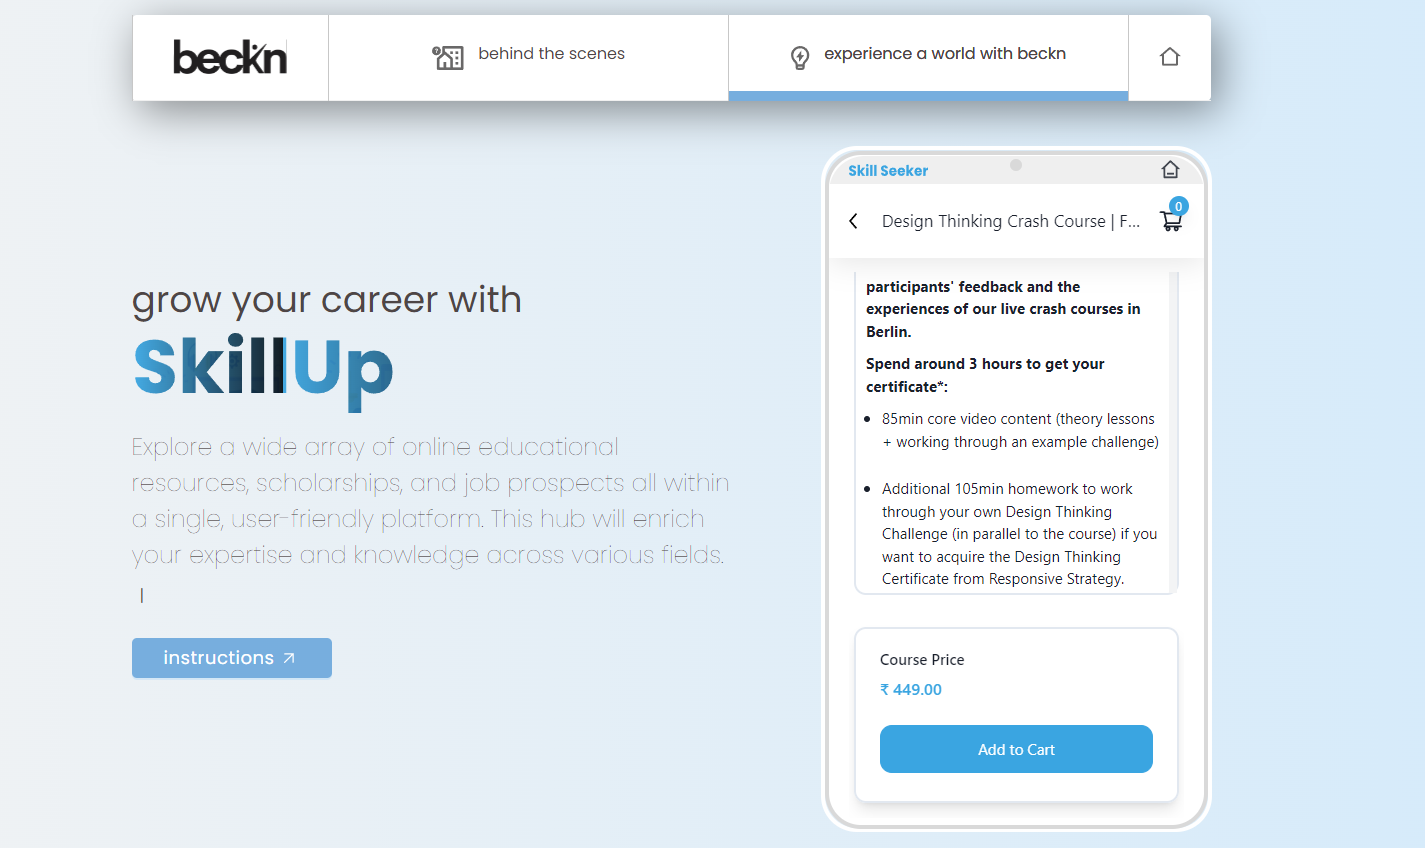 beckn
behind the scenes
experience a world with beckn
grow your career with
SkillUp
Explore a wide array of online educational
resources, scholarships, and job prospects all within
a single, user-friendly platform. This hub will enrich
your expertise and knowledge across various fields.
instructions
Skill Seeker
0
Design Thinking Crash Course | F...
participants' feedback and the
experiences of our live crash courses in
Berlin.
Spend around 3 hours to get your
certificate*:
85min core video content (theory lessons
+ working through an example challenge)
Additional 105min homework to work
through your own Design Thinking
Challenge (in parallel to the course) if you
want to acquire the Design Thinking
Certificate from Responsive Strategy.
Course Price
₹ 449.00
Add to Cart